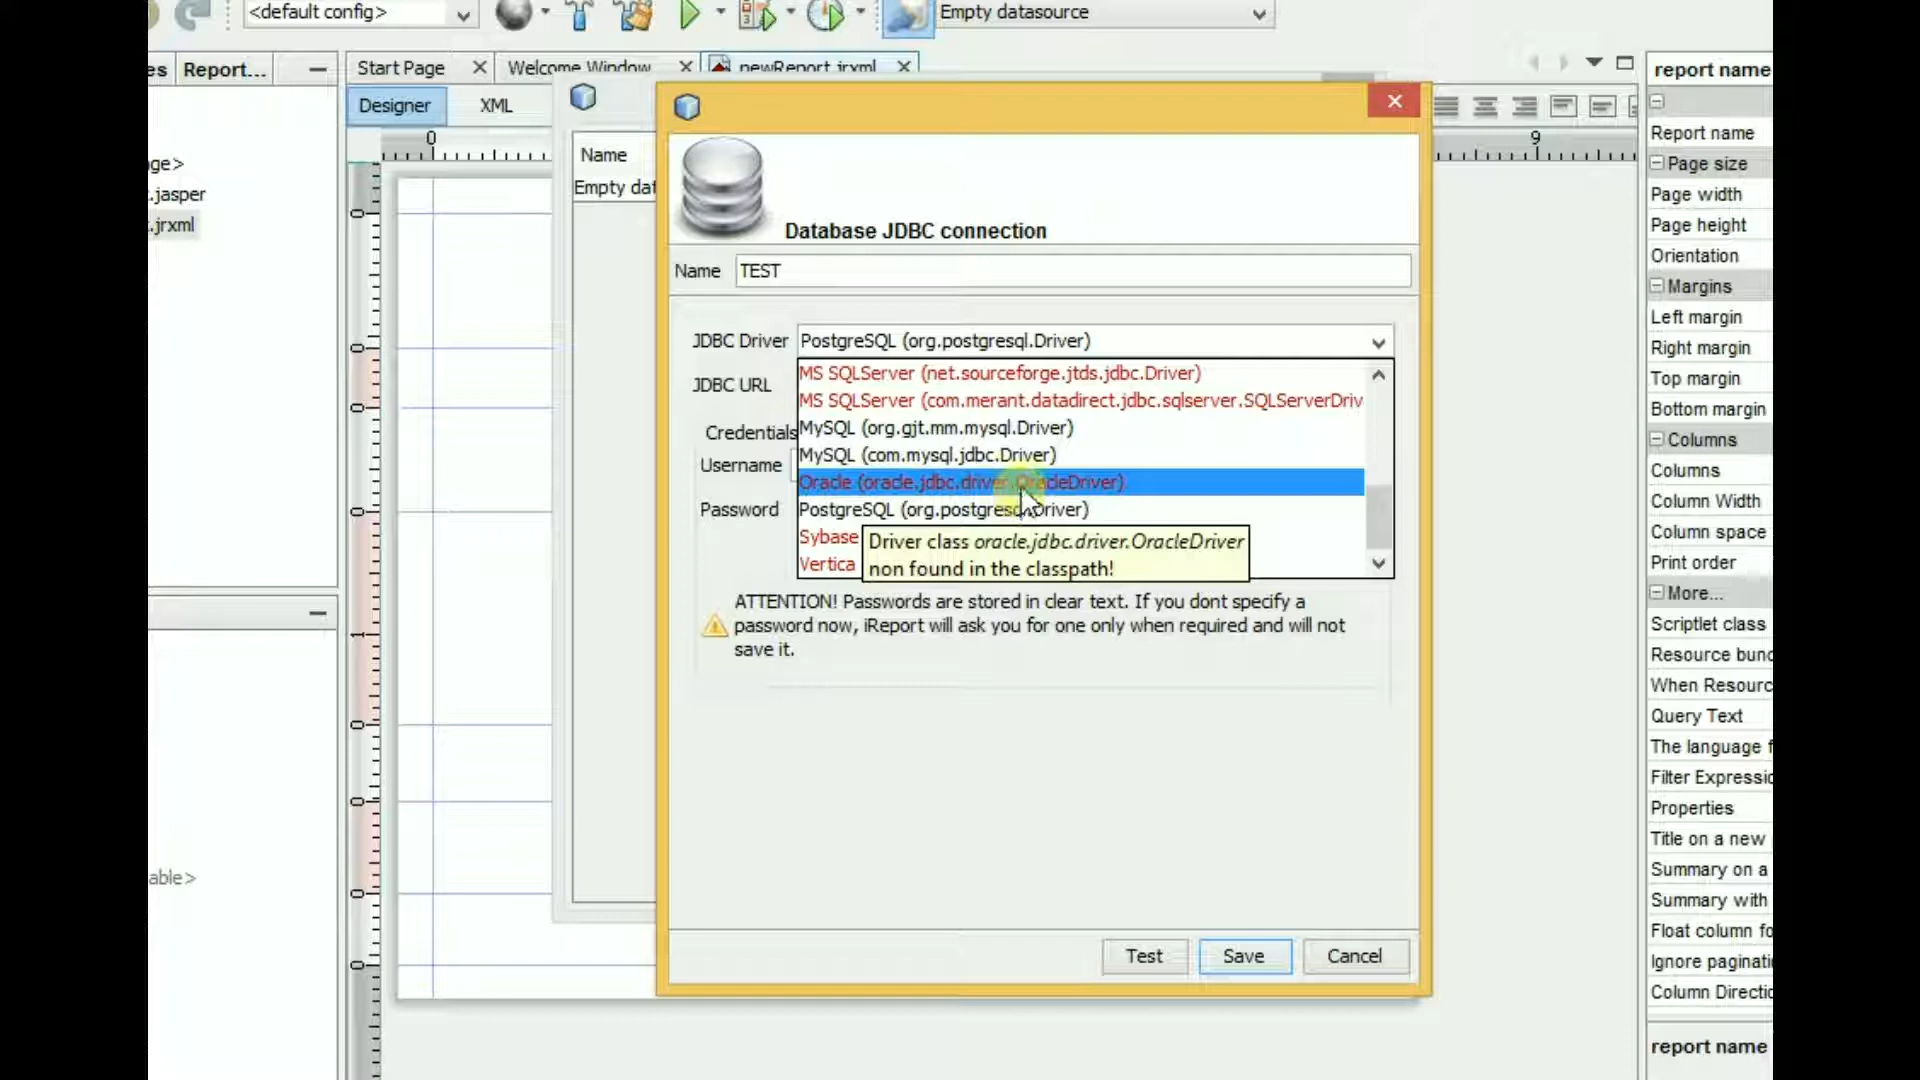 <default config>
Empty datasource
es
Report...
Start Page
Welcome Window
newReport.jrxml
report name
Designer
XML
0
9
Name
Empty dat
ge>
.jasper
.jrxml
able>
Database JDBC connection
Name
TEST
JDBC Driver
PostgreSQL (org.postgresql.Driver)
JDBC URL
MS SQLServer (net.sourceforge.jtds.jdbc.Driver)
MS SQLServer (com.merant.datadirect.jdbc.sqlserver.SQLServerDriv
Credentials
MySQL (org.gjt.mm.mysql.Driver)
MySQL (com.mysql.jdbc.Driver)
Username
Oracle (oracle.jdbc.driver.OracleDriver)
Password
PostgreSQL (org.postgresql.Driver)
Sybase
Vertica
Driver class oracle.jdbc.driver.OracleDriver
non found in the classpath!
ATTENTION! Passwords are stored in clear text. If you dont specify a
password now, iReport will ask you for one only when required and will not
save it.
Test
Save
Cancel
Report name
Page size
Page width
Page height
Orientation
Margins
Left margin
Right margin
Top margin
Bottom margin
Columns
Columns
Column Width
Column space
Print order
More...
Scriptlet class
Resource bund
When Resourc
Query Text
The language f
Filter Expressio
Properties
Title on a new
Summary on a
Summary with
Float column fo
Ignore paginati
Column Directio
report name